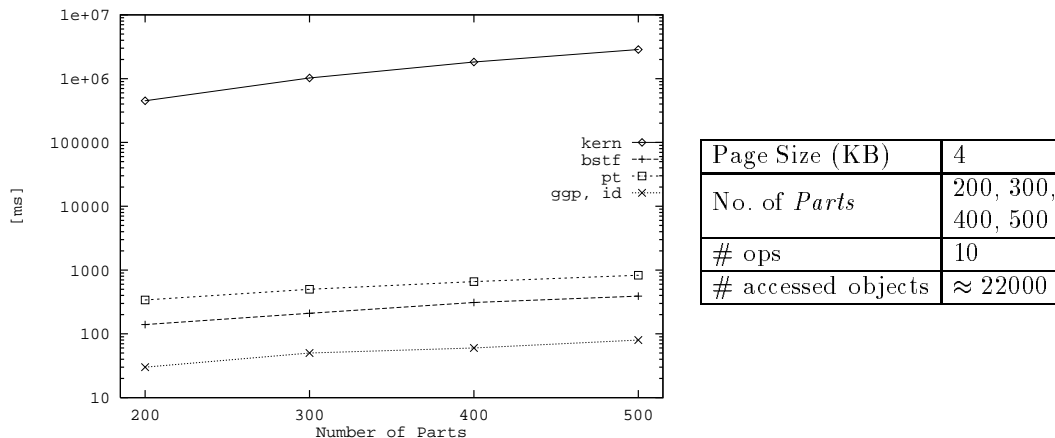 1e+07
1e+06
100000
10000
1000
100
10
[ms]
kern
bstf
pt
ggp, id
200 300 400 500
Number of Parts
Page Size (KB) 4
No. of Parts 200, 300,
400, 500
# ops 10
# accessed objects ≈ 22000